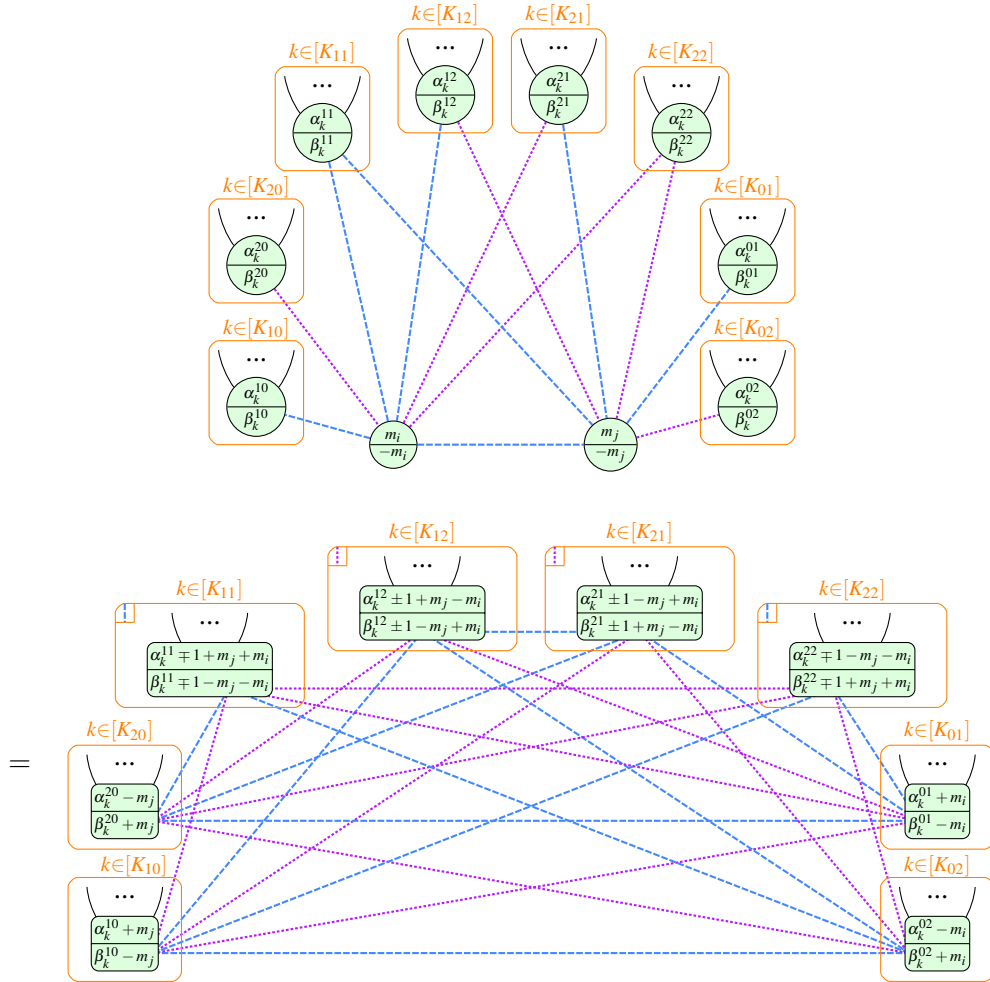 k∈[K₁₂] k∈[K₂₁]
k∈[K₁₁] ... ... k∈[K₂₂]
... α_k^{12} α_k^{21} ...
β_k^{12} β_k^{21}
α_k^{11} α_k^{22}
β_k^{11} β_k^{22}
k∈[K₂₀] k∈[K₀₁]
... ...
α_k^{20} α_k^{01}
β_k^{20} β_k^{01}
k∈[K₁₀] k∈[K₀₂]
... ...
α_k^{10} α_k^{02}
β_k^{10} β_k^{02}
m_i m_j
−m_i −m_j
k∈[K₁₂] k∈[K₂₁]
... ...
k∈[K₁₁] k∈[K₂₂]
α_k^{12} ± 1 + m_j − m_i α_k^{21} ± 1 − m_j + m_i
β_k^{12} ± 1 − m_j + m_i β_k^{21} ± 1 + m_j − m_i
... ...
α_k^{11} ∓ 1 + m_j + m_i α_k^{22} ∓ 1 − m_j − m_i
β_k^{11} ∓ 1 − m_j − m_i β_k^{22} ∓ 1 + m_j + m_i
k∈[K₂₀] k∈[K₀₁]
= ... ...
α_k^{20} − m_j α_k^{01} + m_i
β_k^{20} + m_j β_k^{01} − m_i
k∈[K₁₀] k∈[K₀₂]
... ...
α_k^{10} + m_j α_k^{02} − m_i
β_k^{10} − m_j β_k^{02} + m_i